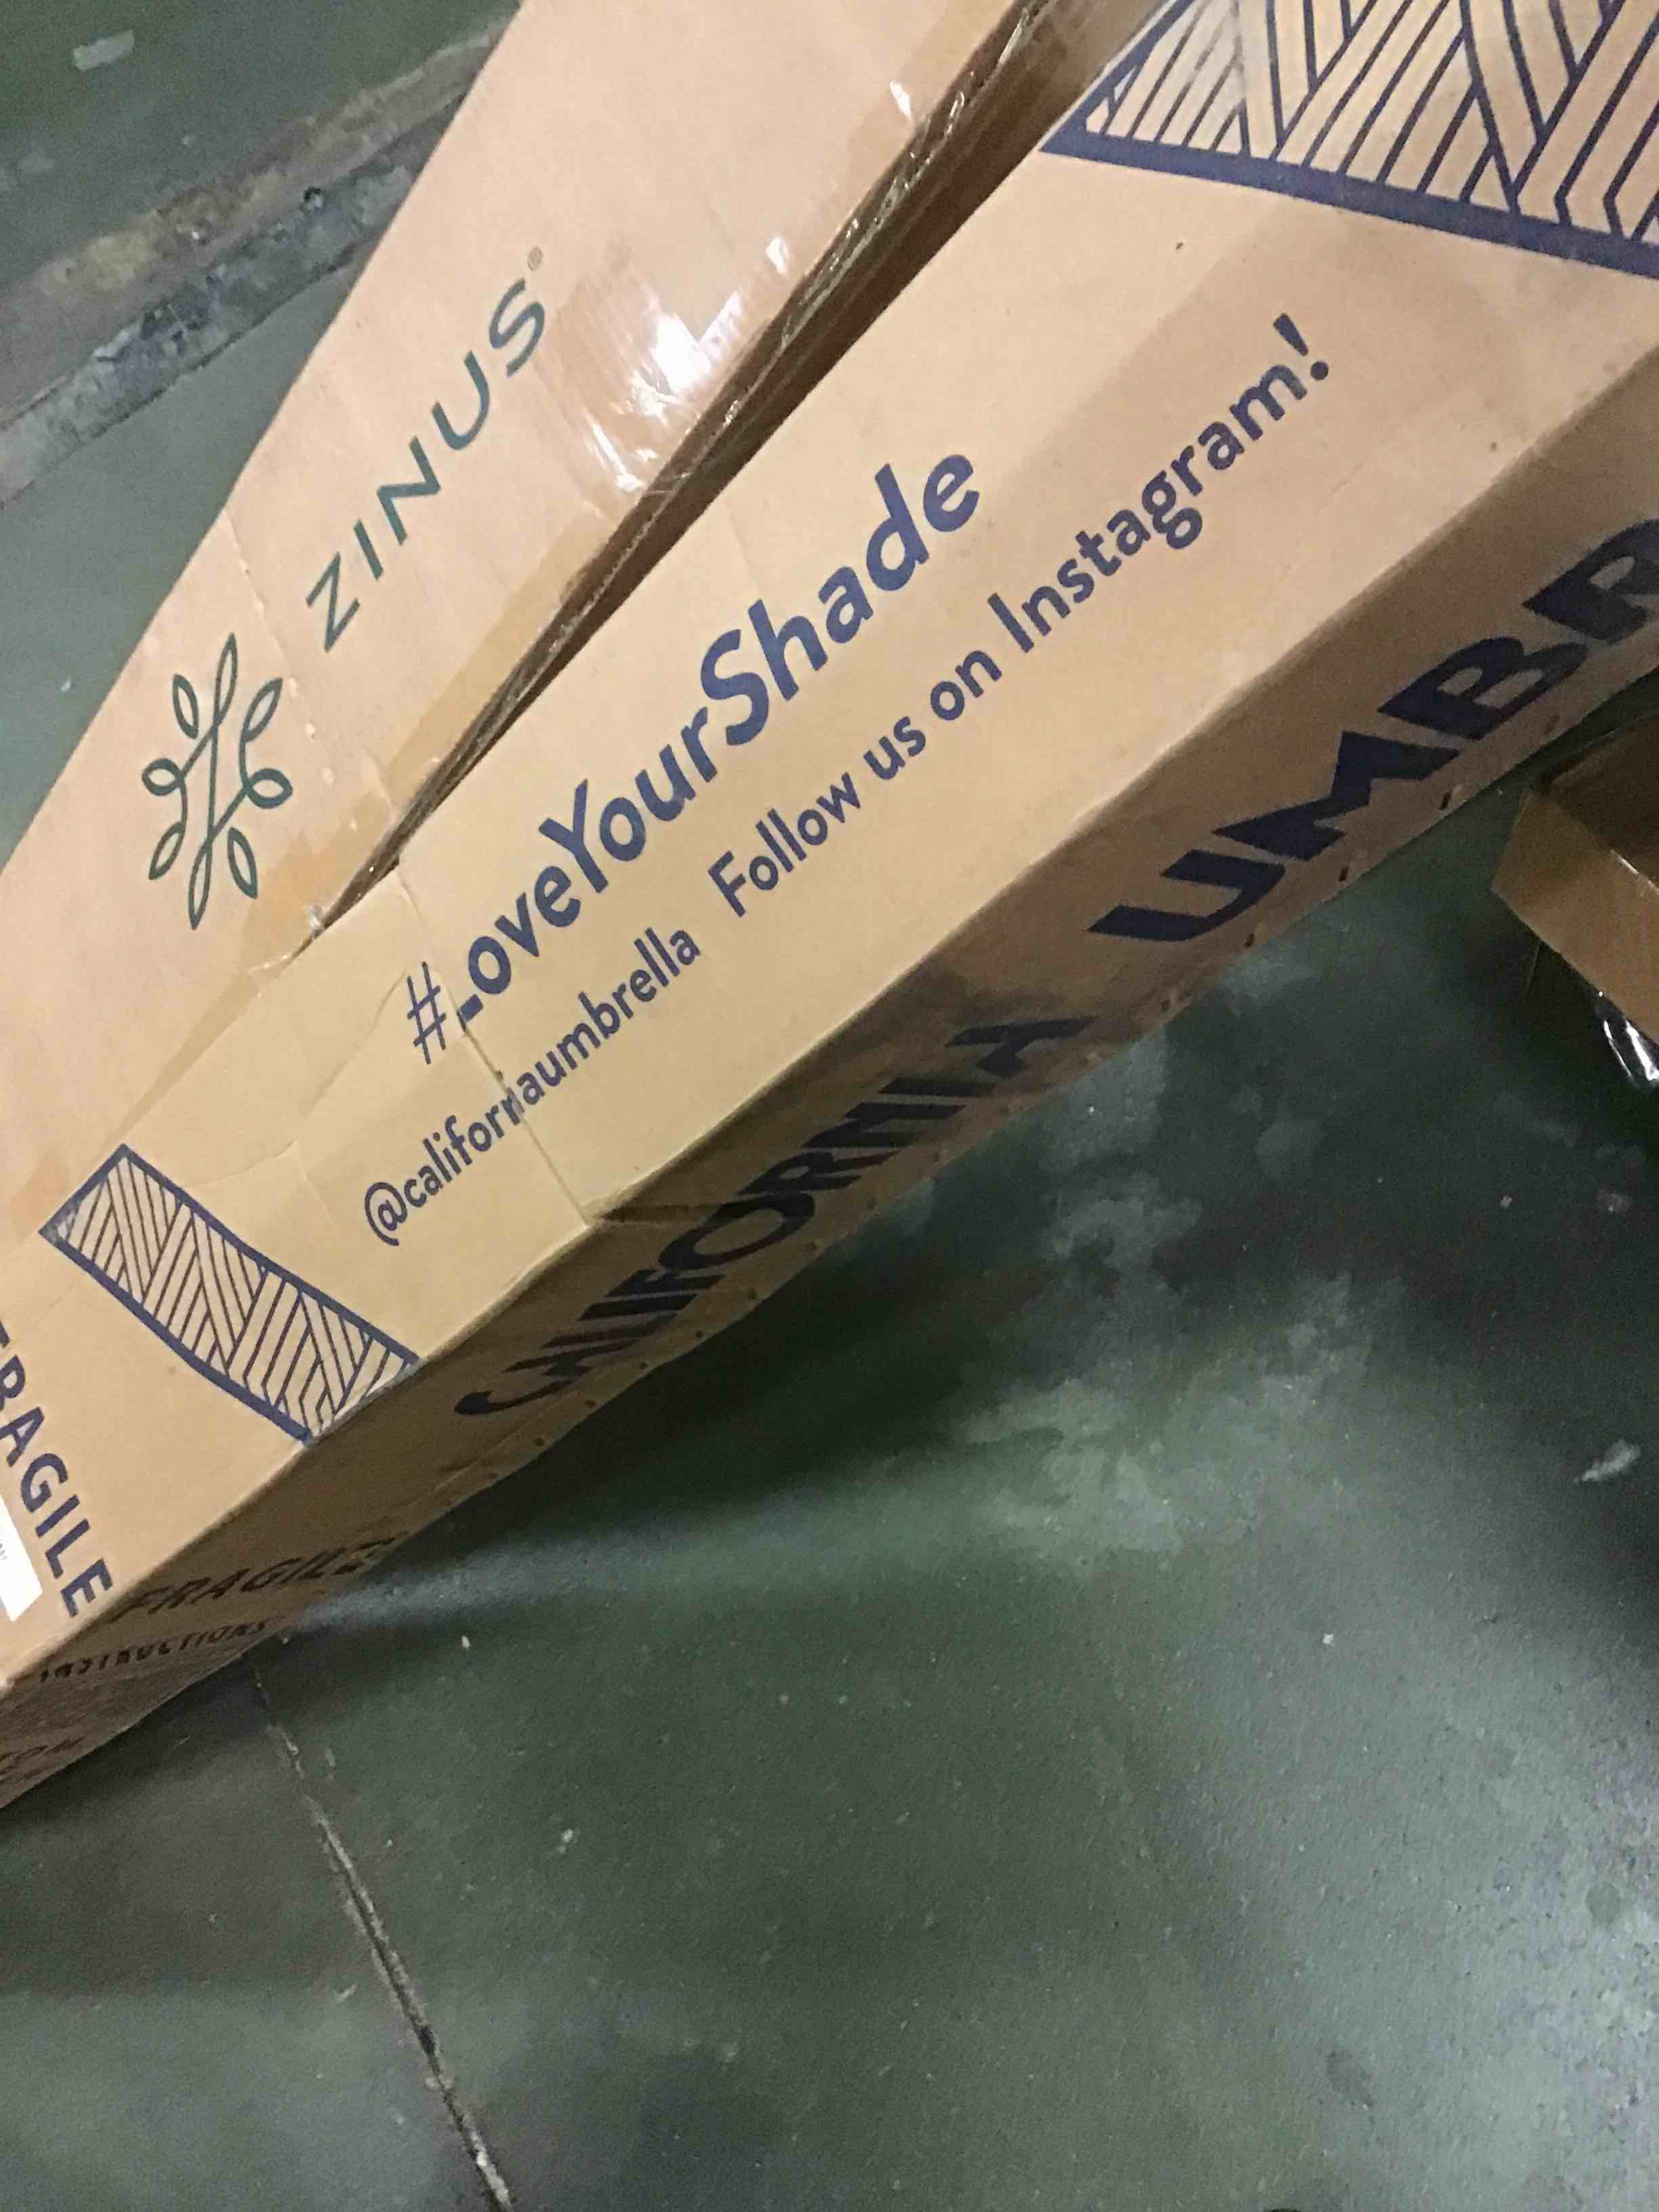 ZINUS®
#LoveYourShade
@californiaumbrella Follow us on Instagram!
CALIFORNIA UMBR
FRAGILE
FRAGILE
INSTRUCTIONS